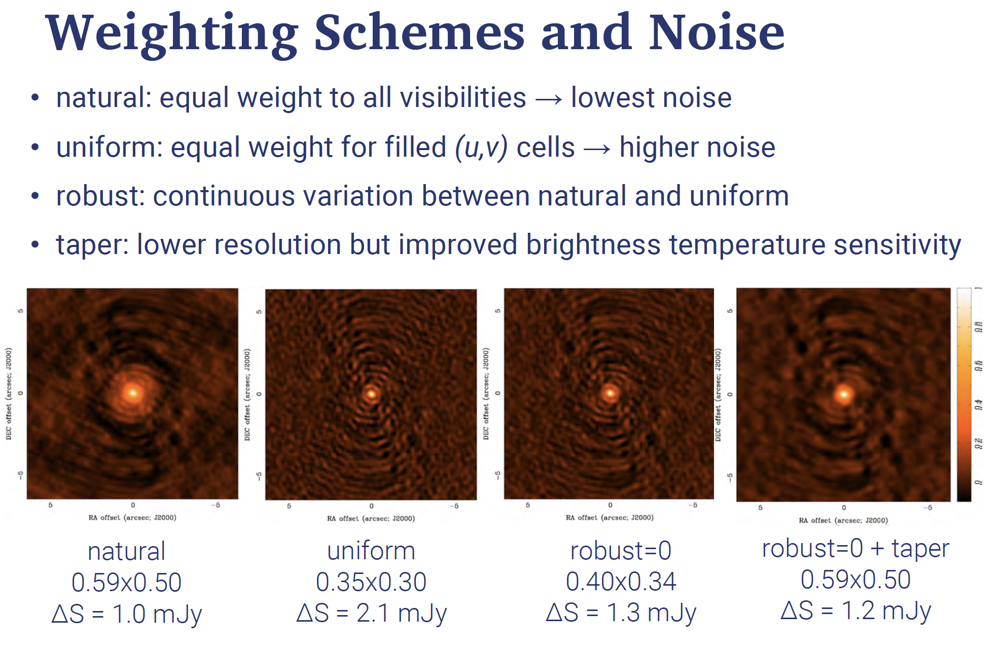 Weighting Schemes and Noise
• natural: equal weight to all visibilities → lowest noise
• uniform: equal weight for filled (u,v) cells → higher noise
• robust: continuous variation between natural and uniform
• taper: lower resolution but improved brightness temperature sensitivity
DEC offset (arcsec; J2000)
5
0
−5
5 0 −5
RA offset (arcsec; J2000)
DEC offset (arcsec; J2000)
5
0
−5
5 0 −5
RA offset (arcsec; J2000)
DEC offset (arcsec; J2000)
5
0
−5
5 0 −5
RA offset (arcsec; J2000)
DEC offset (arcsec; J2000)
5
0
−5
5 0 −5
RA offset (arcsec; J2000)
1
0.8
0.6
0.4
0.2
0
natural
0.59x0.50
ΔS = 1.0 mJy
uniform
0.35x0.30
ΔS = 2.1 mJy
robust=0
0.40x0.34
ΔS = 1.3 mJy
robust=0 + taper
0.59x0.50
ΔS = 1.2 mJy